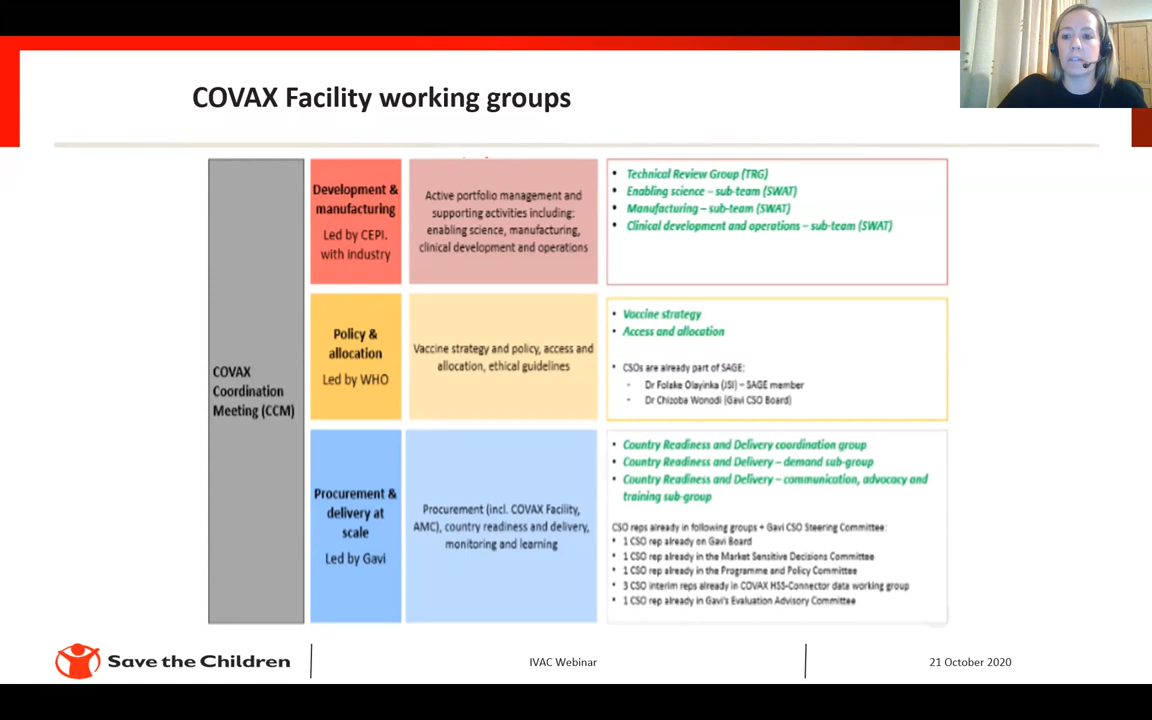 COVAX Facility working groups
COVAX
Coordination
Meeting (CCM)
Development &
manufacturing
Led by CEPI.
with industry
Active portfolio management and
supporting activities including:
enabling science, manufacturing,
clinical development and operations
• Technical Review Group (TRG)
• Enabling science – sub-team (SWAT)
• Manufacturing – sub-team (SWAT)
• Clinical development and operations – sub-team (SWAT)
Policy &
allocation
Led by WHO
Vaccine strategy and policy, access and
allocation, ethical guidelines
• Vaccine strategy
• Access and allocation
• CSOs are already part of SAGE:
- Dr Folake Olayinka (JSI) – SAGE member
- Dr Chizoba Wonodi (Gavi CSO Board)
Procurement &
delivery at
scale
Led by Gavi
Procurement (incl. COVAX Facility,
AMC), country readiness and delivery,
monitoring and learning
• Country Readiness and Delivery coordination group
• Country Readiness and Delivery – demand sub-group
• Country Readiness and Delivery – communication, advocacy and
training sub-group
CSO reps already in following groups + Gavi CSO Steering Committee:
• 1 CSO rep already on Gavi Board
• 1 CSO rep already in the Market Sensitive Decisions Committee
• 1 CSO rep already in the Programme and Policy Committee
• 3 CSO interim reps already in COVAX HSS-Connector data working group
• 1 CSO rep already in Gavi's Evaluation Advisory Committee
Save the Children
IVAC Webinar
21 October 2020